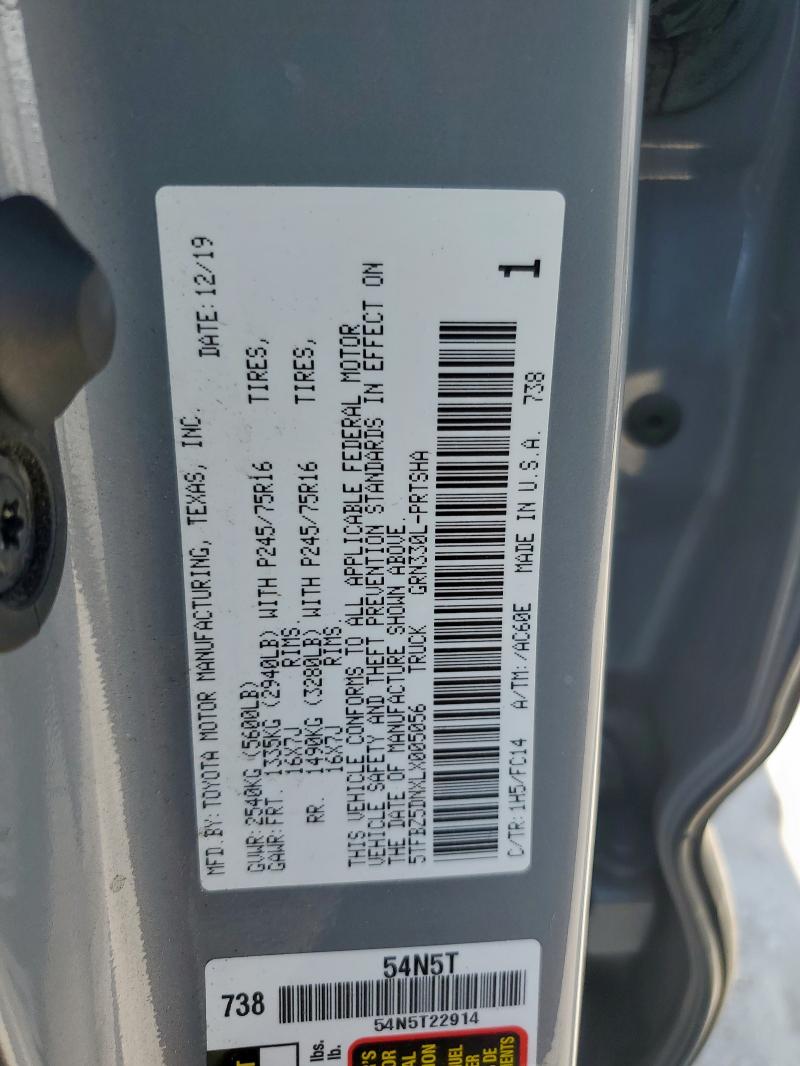 MFD.BY:TOYOTA MOTOR MANUFACTURING, TEXAS, INC. DATE:12/19
GVWR:2540KG (5600LB)
GAWR:FRT. 1335KG (2940LB) WITH P245/75R16 TIRES,
16X7J RIMS.
RR. 1490KG (3280LB) WITH P245/75R16 TIRES,
16X7J RIMS.
THIS VEHICLE CONFORMS TO ALL APPLICABLE FEDERAL MOTOR
VEHICLE SAFETY AND THEFT PREVENTION STANDARDS IN EFFECT ON
THE DATE OF MANUFACTURE SHOWN ABOVE.
5TFBZ5DNXLX005056 TRUCK GRN330L-PRTSHA
1
C/TR:1H5/FC14 A/TM:/AC60E MADE IN U.S.A. 738
54N5T
738
54N5T22914
lbs.
lb.